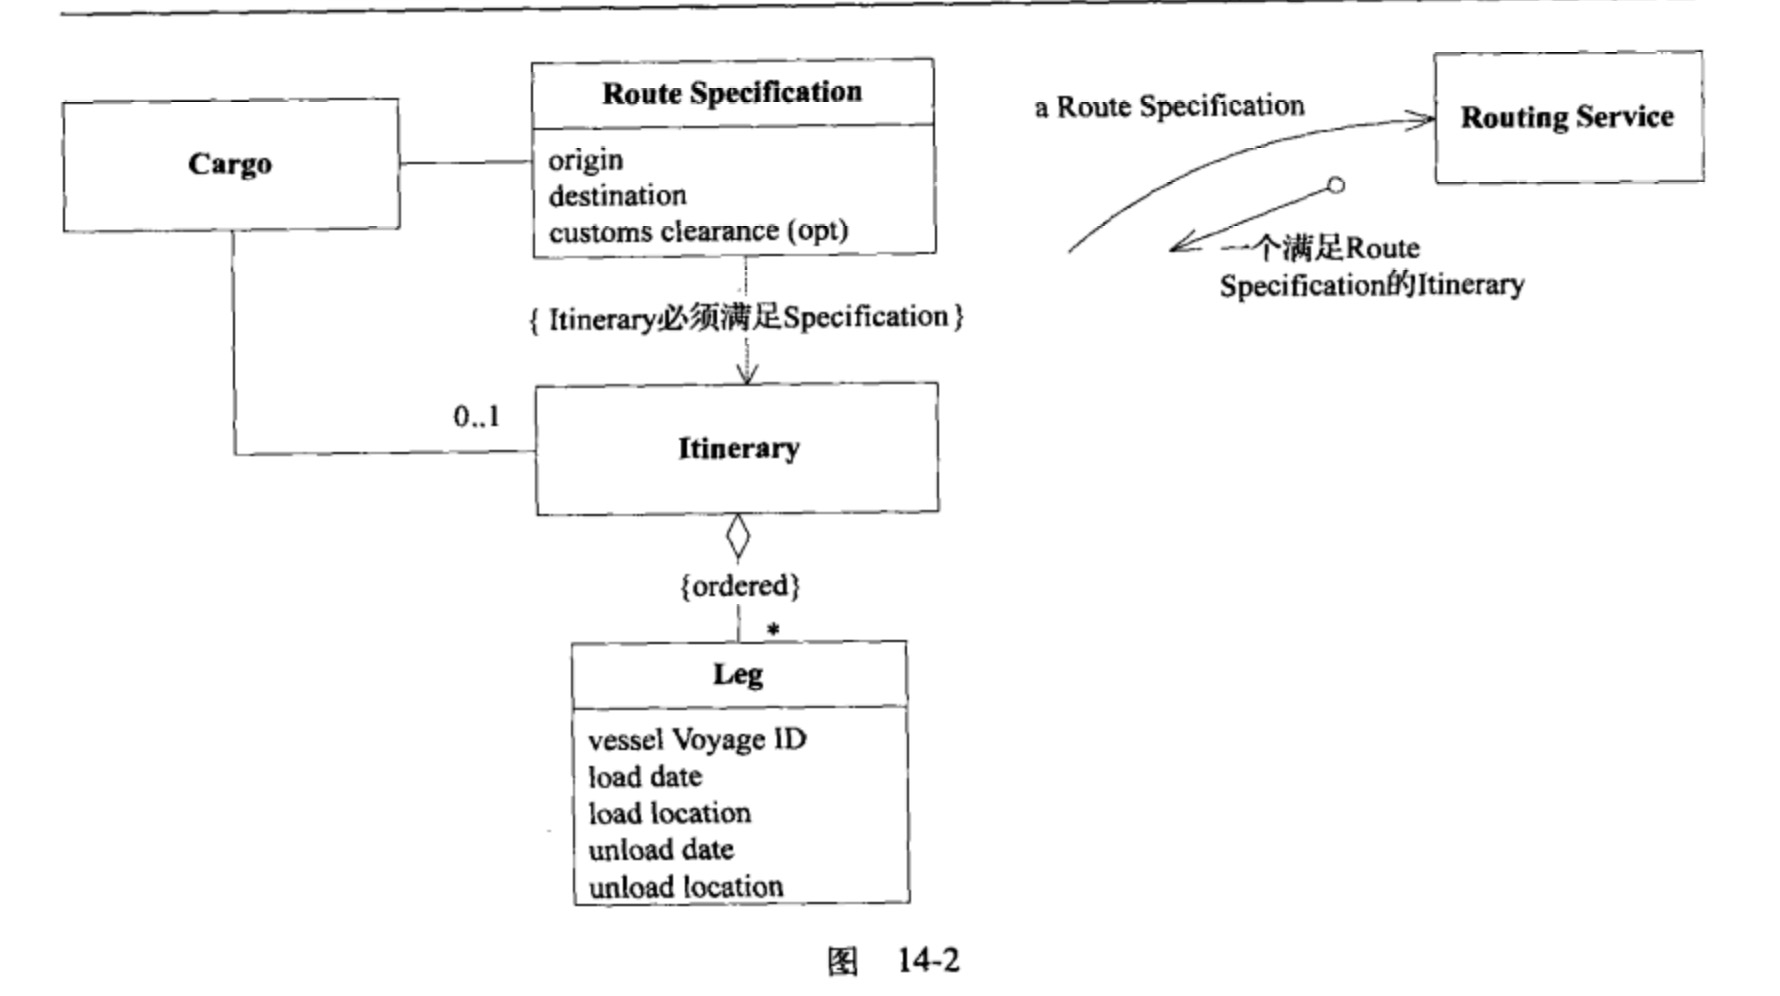 Cargo
Route Specification
origin
destination
customs clearance (opt)
{ Itinerary必须满足Specification }
0..1
Itinerary
{ordered}
*
Leg
vessel Voyage ID
load date
load location
unload date
unload location
a Route Specification
Routing Service
一个满足Route
Specification的Itinerary
图 14-2